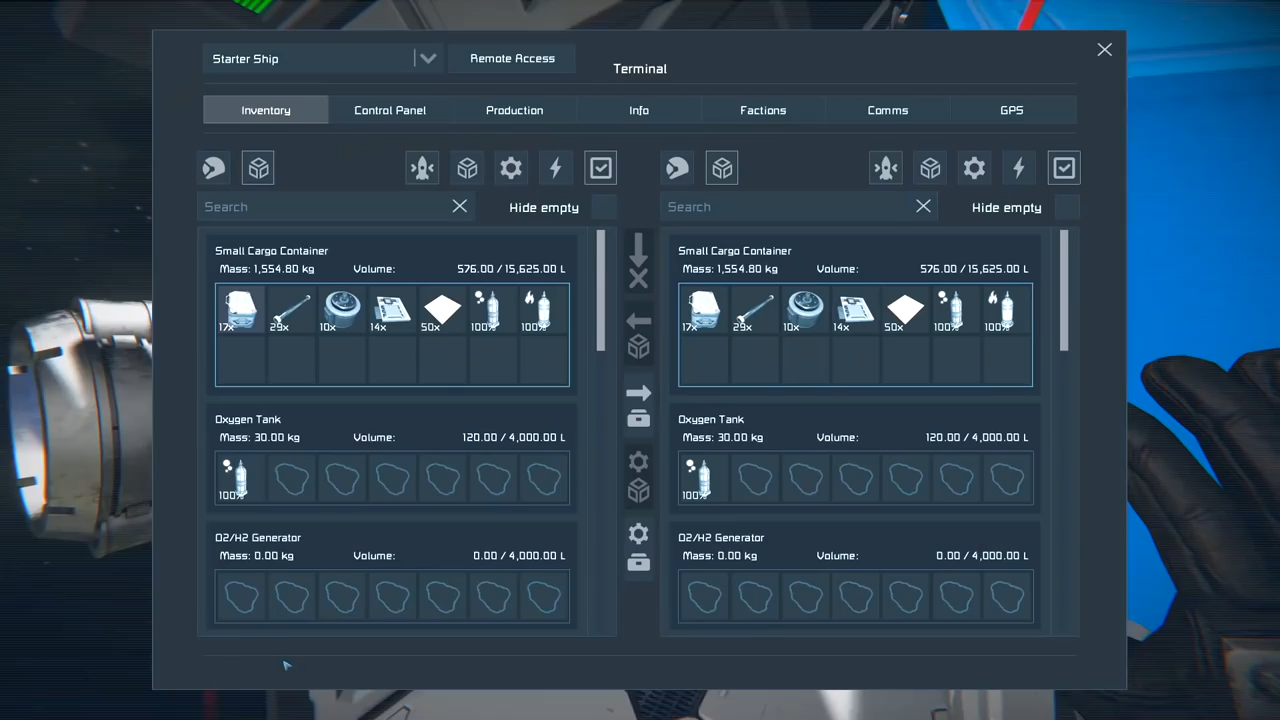 Starter Ship
Remote Access
Terminal
Inventory
Control Panel
Production
Info
Factions
Comms
GPS
Search
Hide empty
Search
Hide empty
Small Cargo Container
Mass: 1,554.80 kg Volume: 576.00 / 15,625.00 L
17x 29x 10x 14x 50x 100% 100%
Oxygen Tank
Mass: 30.00 kg Volume: 120.00 / 4,000.00 L
100%
O2/H2 Generator
Mass: 0.00 kg Volume: 0.00 / 4,000.00 L
Small Cargo Container
Mass: 1,554.80 kg Volume: 576.00 / 15,625.00 L
17x 29x 10x 14x 50x 100% 100%
Oxygen Tank
Mass: 30.00 kg Volume: 120.00 / 4,000.00 L
100%
O2/H2 Generator
Mass: 0.00 kg Volume: 0.00 / 4,000.00 L